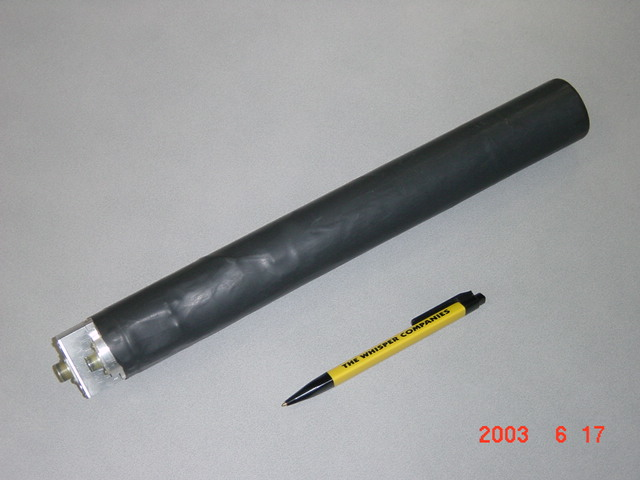 THE WHISPER COMPANIES
2003 6 17